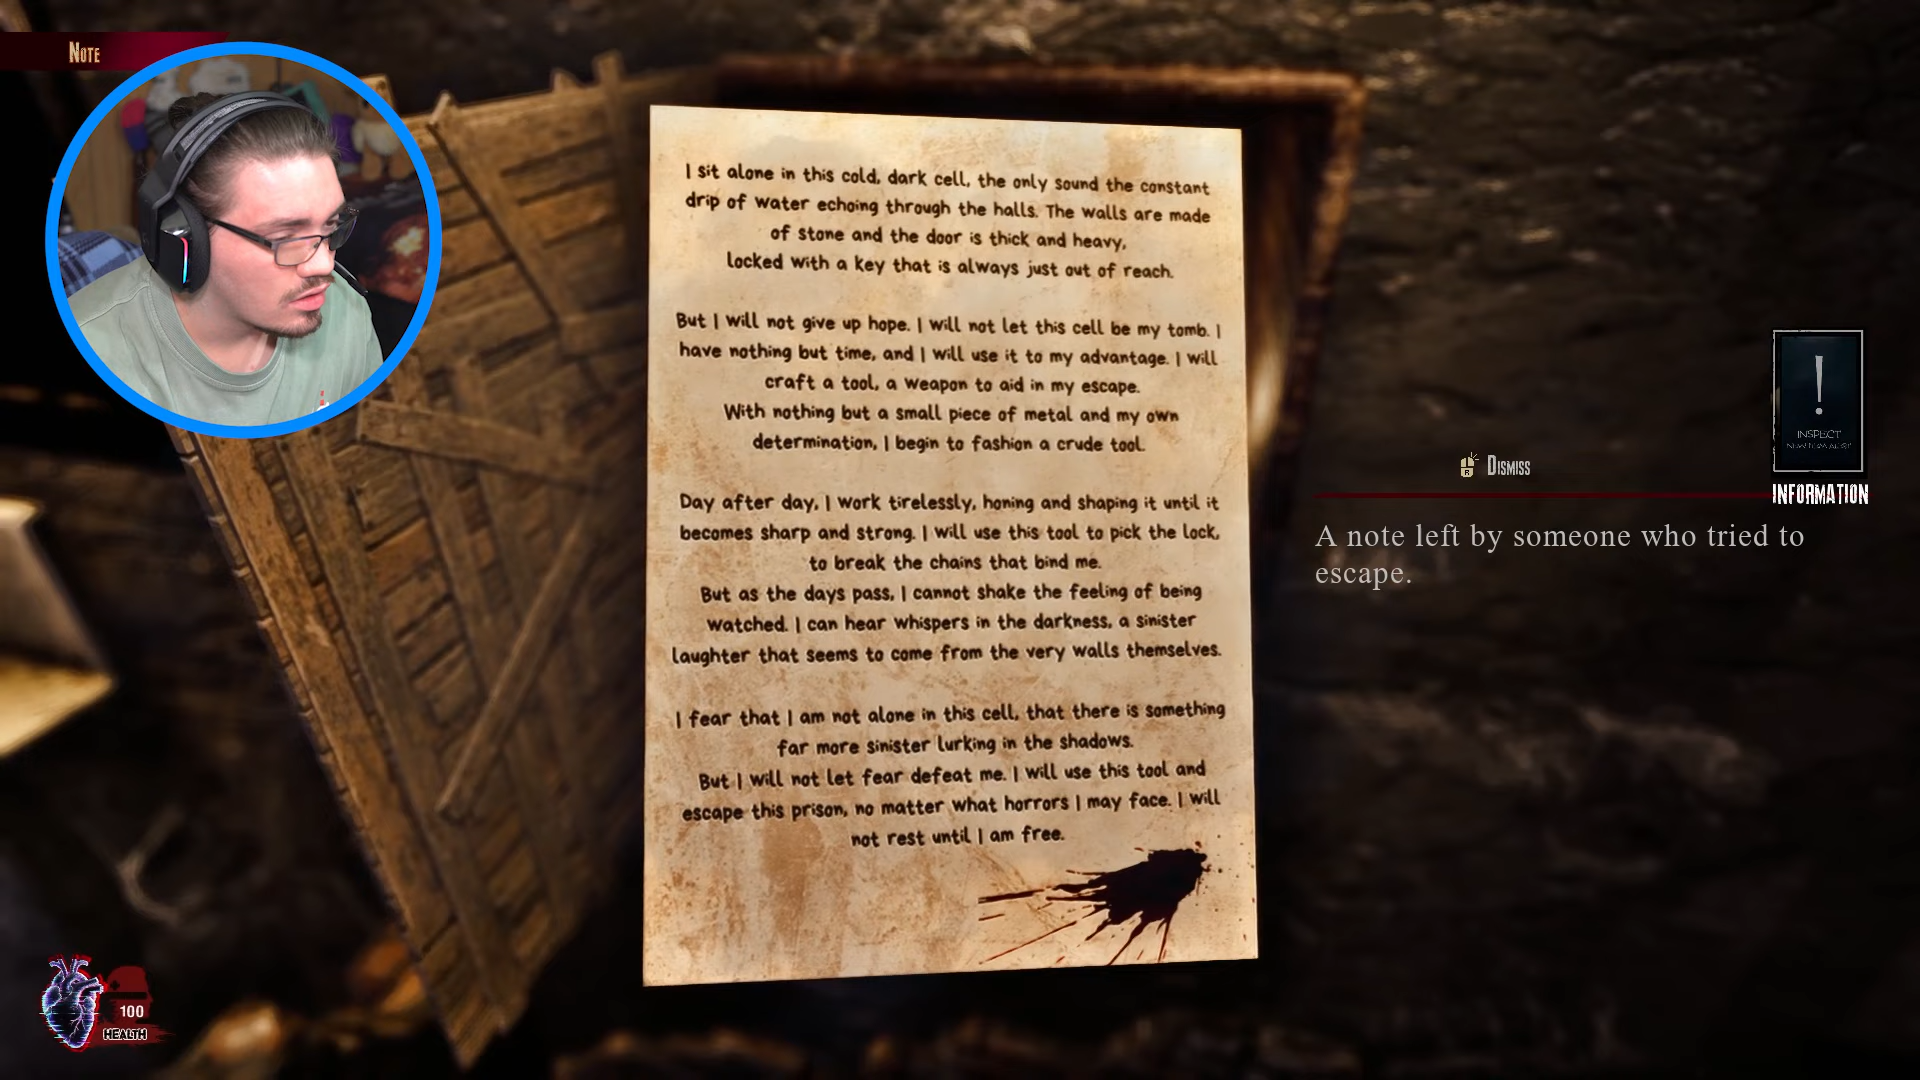 Note
I sit alone in this cold, dark cell, the only sound the constant
drip of water echoing through the halls. The walls are made
of stone and the door is thick and heavy,
locked with a key that is always just out of reach.
But I will not give up hope. I will not let this cell be my tomb. I
have nothing but time, and I will use it to my advantage. I will
craft a tool, a weapon to aid in my escape.
With nothing but a small piece of metal and my own
determination, I begin to fashion a crude tool.
Day after day, I work tirelessly, honing and shaping it until it
becomes sharp and strong. I will use this tool to pick the lock,
to break the chains that bind me.
But as the days pass, I cannot shake the feeling of being
watched. I can hear whispers in the darkness, a sinister
laughter that seems to come from the very walls themselves.
I fear that I am not alone in this cell, that there is something
far more sinister lurking in the shadows.
But I will not let fear defeat me. I will use this tool and
escape this prison, no matter what horrors I may face. I will
not rest until I am free.
R Dismiss
!
INSPECT
INFORMATION
A note left by someone who tried to
escape.
100
HEALTH